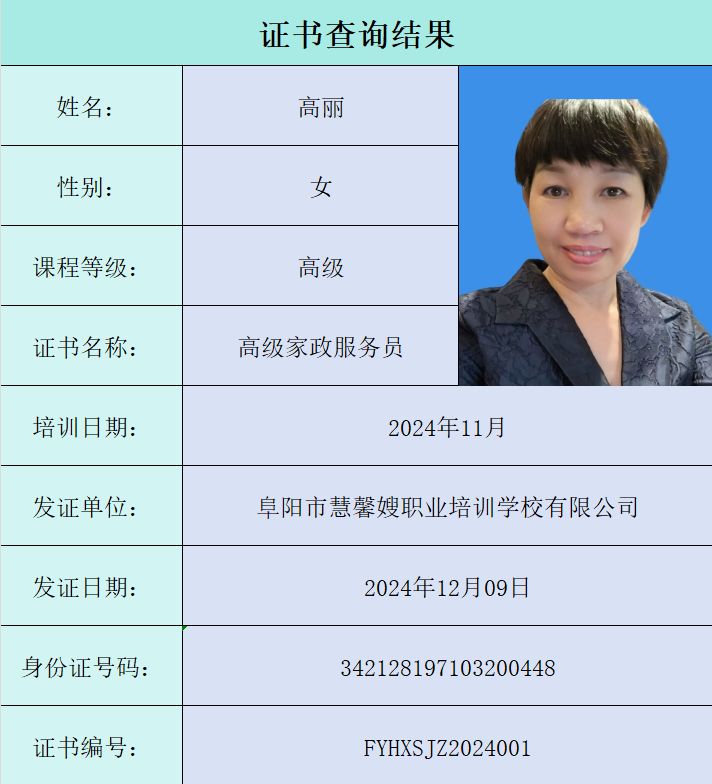 证书查询结果
姓名： 高丽
性别： 女
课程等级： 高级
证书名称： 高级家政服务员
培训日期： 2024年11月
发证单位： 阜阳市慧馨嫂职业培训学校有限公司
发证日期： 2024年12月09日
身份证号码： 342128197103200448
证书编号： FYHXSJZ2024001